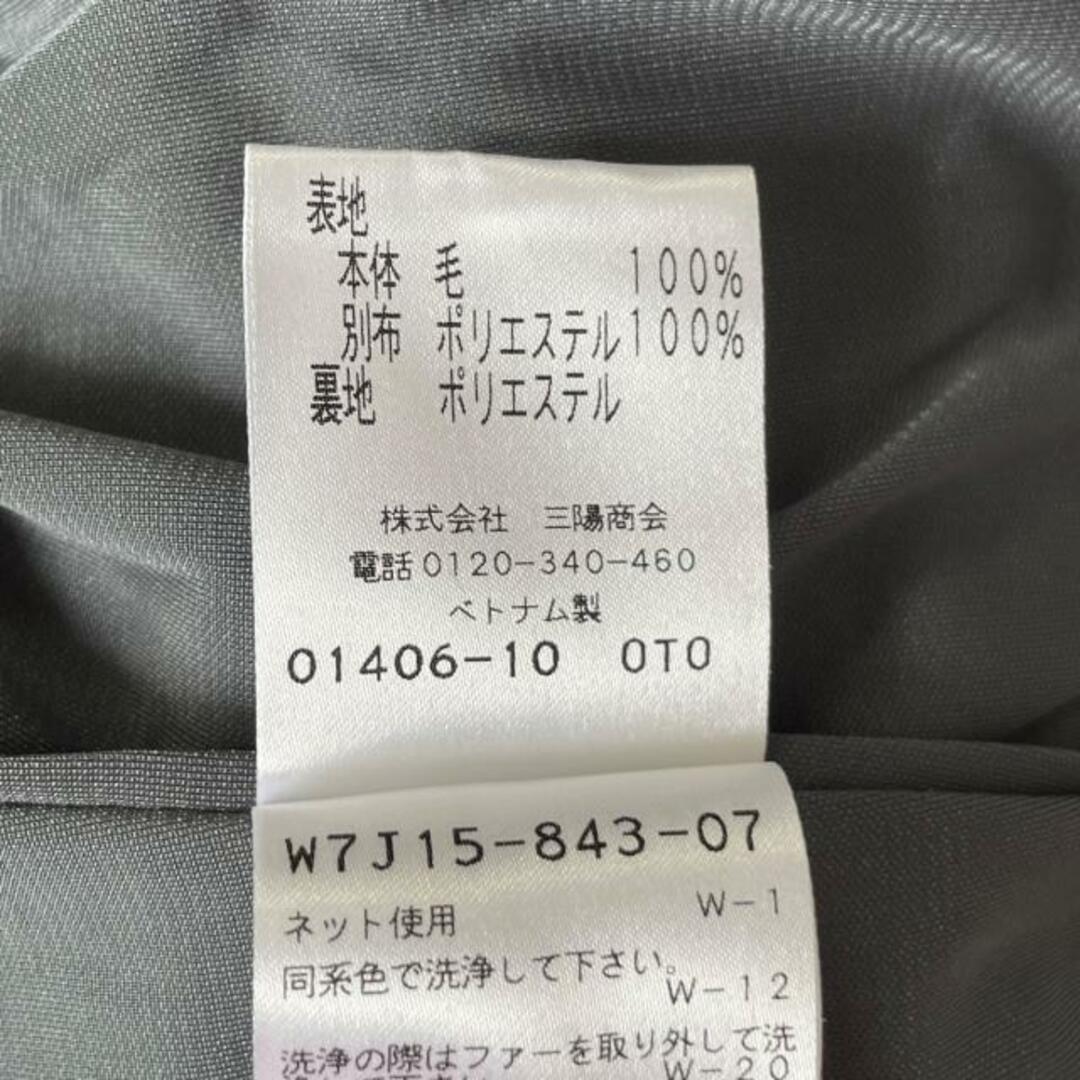 表地
本体 毛 100%
別布 ポリエステル100%
裏地 ポリエステル
株式会社 三陽商会
電話0120-340-460
ベトナム製
01406-10 0T0
W7J15-843-07
ネット使用 W-1
同系色で洗浄して下さい。
W-12
洗浄の際はファーを取り外して洗
W-20